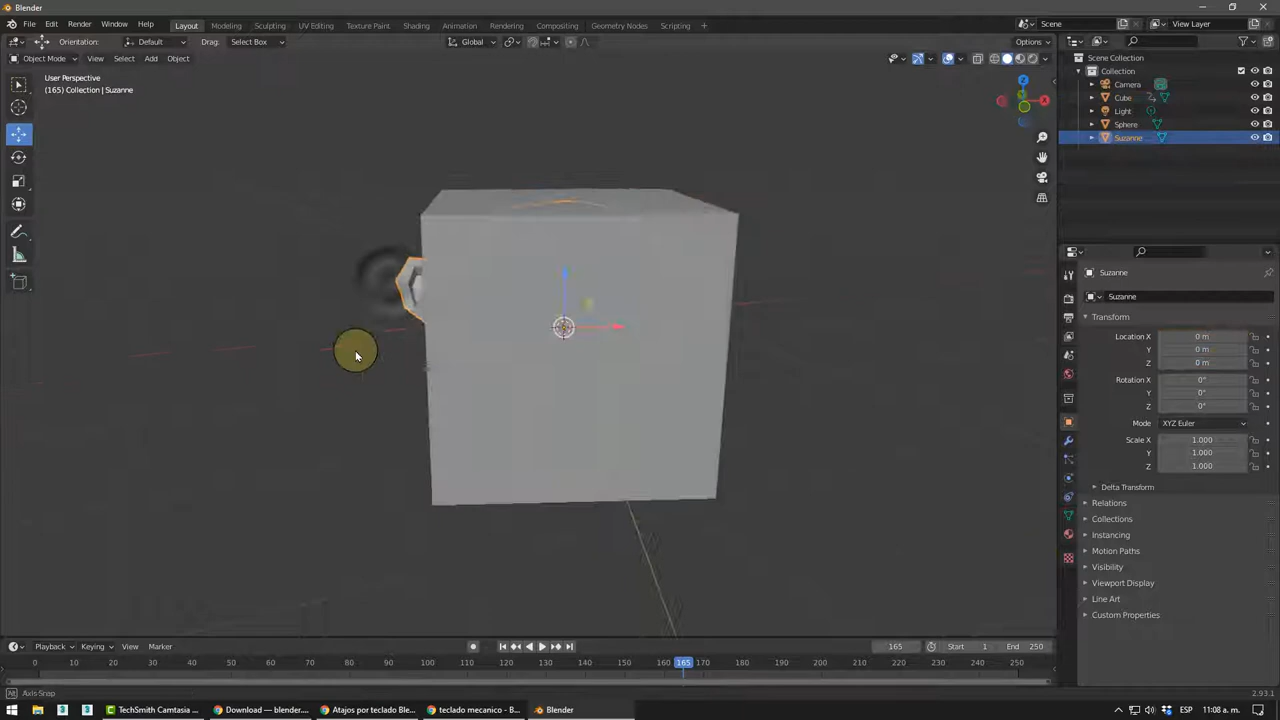 Blender
File Edit Render Window Help
Layout Modeling Sculpting UV Editing Texture Paint Shading Animation Rendering Compositing Geometry Nodes Scripting +
Scene
View Layer
Orientation: Default Drag: Select Box
Global
Options
Object Mode View Select Add Object
User Perspective
(165) Collection | Suzanne
Z
X
Scene Collection
Collection
Camera
Cube
Light
Sphere
Suzanne
Suzanne
Suzanne
Transform
Location X 0 m
Y 0 m
Z 0 m
Rotation X 0°
Y 0°
Z 0°
Mode XYZ Euler
Scale X 1.000
Y 1.000
Z 1.000
Delta Transform
Relations
Collections
Instancing
Motion Paths
Visibility
Viewport Display
Line Art
Custom Properties
Playback Keying View Marker
165 Start 1 End 250
0 10 20 30 40 50 60 70 80 90 100 110 120 130 140 150 160 165 170 180 190 200 210 220 230 240 250
Axis Snap
2.93.1
TechSmith Camtasia ... Download — blender.... Atajos por teclado Ble... teclado mecanico - B... Blender
ESP 11:08 a. m.